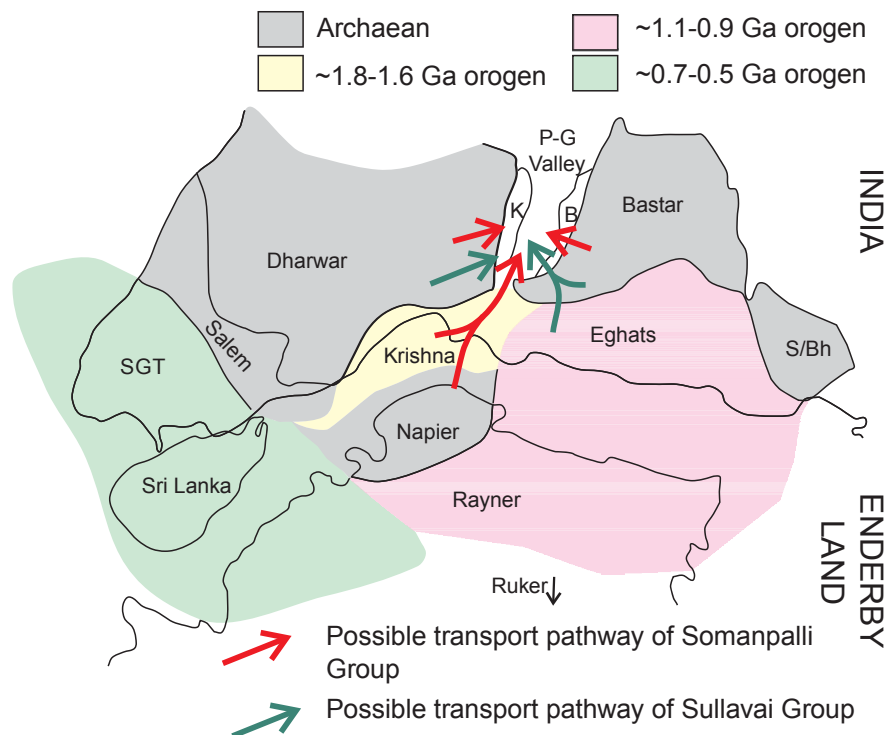 Archaean
~1.1-0.9 Ga orogen
~1.8-1.6 Ga orogen
~0.7-0.5 Ga orogen
P-G
Valley
K
B
Bastar
INDIA
Dharwar
Salem
Eghats
Krishna
S/Bh
SGT
Napier
Sri Lanka
Rayner
ENDERBY
LAND
Ruker
Possible transport pathway of Somanpalli
Group
Possible transport pathway of Sullavai Group